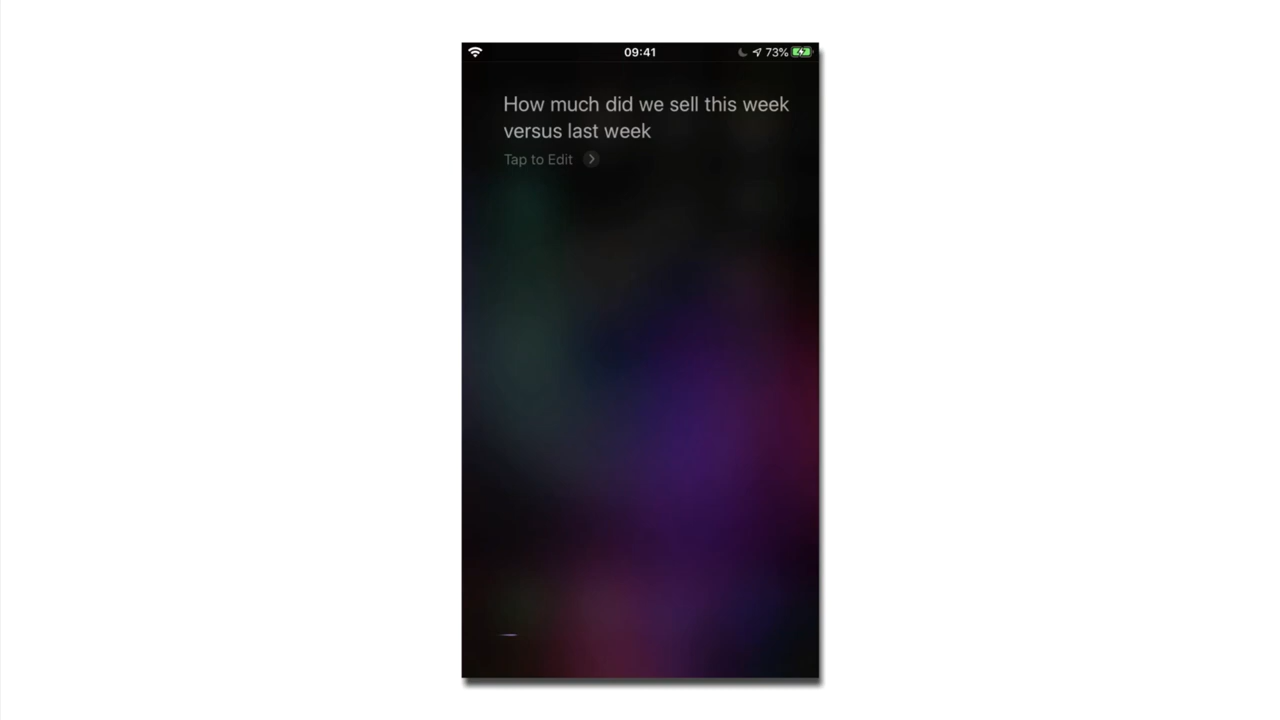 09:41
73%
How much did we sell this week
versus last week
Tap to Edit